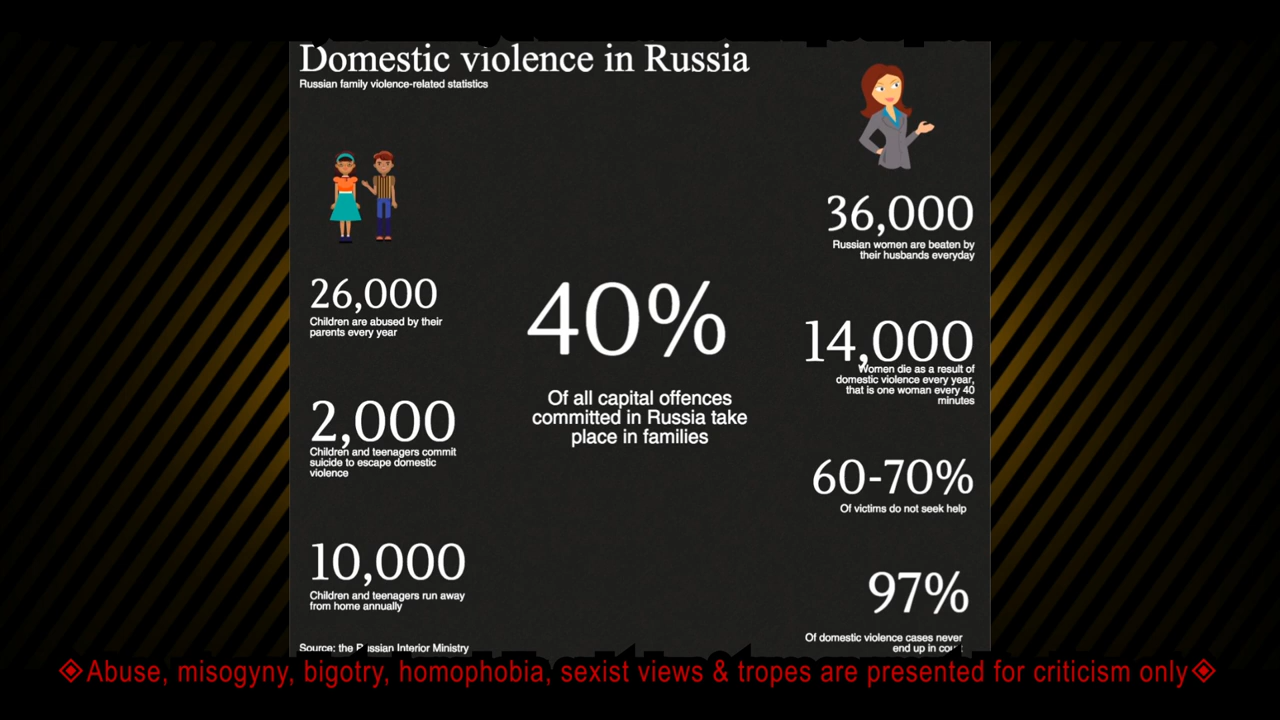 Domestic violence in Russia
Russian family violence-related statistics
26,000
Children are abused by their
parents every year
2,000
Children and teenagers commit
suicide to escape domestic
violence
10,000
Children and teenagers run away
from home annually
Source: the Russian Interior Ministry
40%
Of all capital offences
committed in Russia take
place in families
36,000
Russian women are beaten by
their husbands everyday
14,000
Women die as a result of
domestic violence every year,
that is one woman every 40
minutes
60-70%
Of victims do not seek help
97%
Of domestic violence cases never
end up in court
◈Abuse, misogyny, bigotry, homophobia, sexist views & tropes are presented for criticism only◈